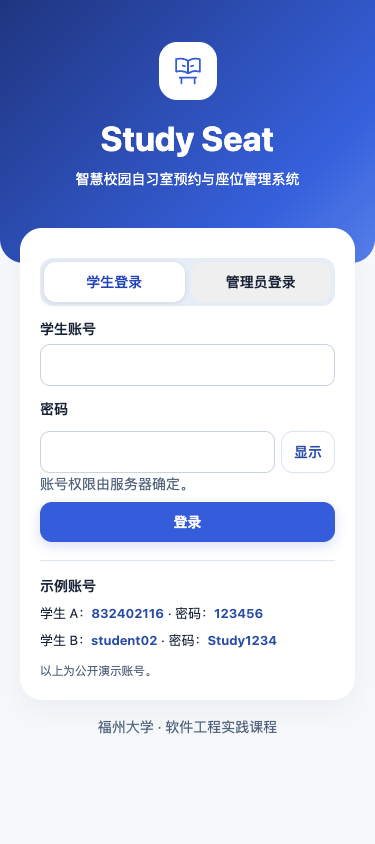 Study Seat
智慧校园自习室预约与座位管理系统
学生登录
管理员登录
学生账号
密码
显示
账号权限由服务器确定。
登录
示例账号
学生 A：832402116 · 密码：123456
学生 B：student02 · 密码：Study1234
以上为公开演示账号。
福州大学 · 软件工程实践课程